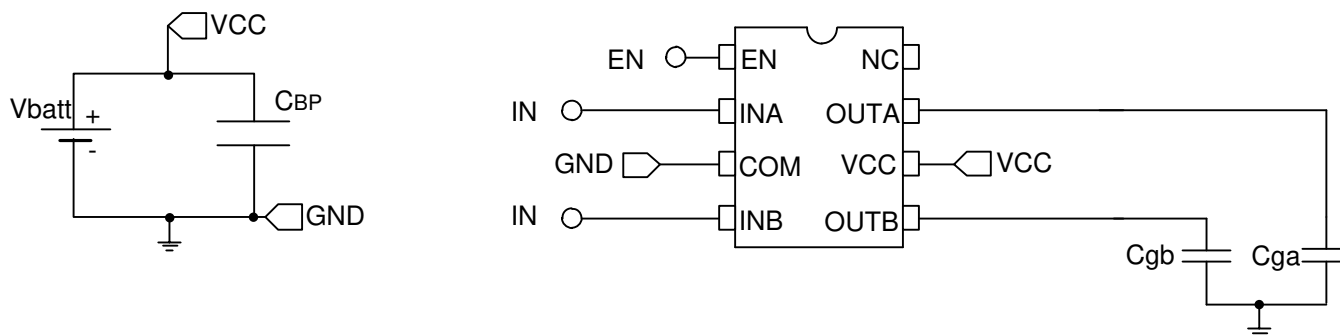 VCC
Vbatt
+
-
CBP
GND
EN
EN
NC
IN
INA
OUTA
GND
COM
VCC
VCC
IN
INB
OUTB
Cgb
Cga